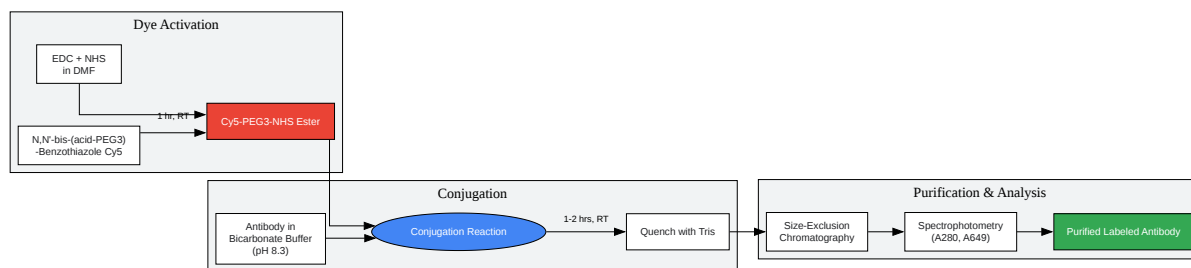 Dye Activation
EDC + NHS
in DMF
1 hr, RT
Cy5-PEG3-NHS Ester
N,N'-bis-(acid-PEG3)
-Benzothiazole Cy5
Conjugation
Antibody in
Bicarbonate Buffer
(pH 8.3)
Conjugation Reaction
1-2 hrs, RT
Quench with Tris
Purification & Analysis
Size-Exclusion
Chromatography
Spectrophotometry
(A280, A649)
Purified Labeled Antibody